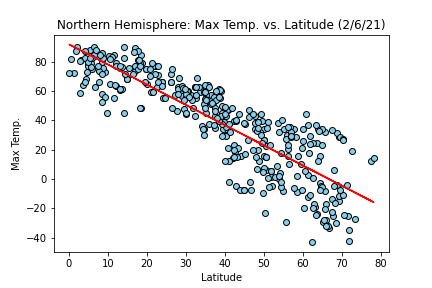 Northern Hemisphere: Max Temp. vs. Latitude (2/6/21)
Max Temp.
80
60
40
20
0
−20
−40
0 10 20 30 40 50 60 70 80
Latitude